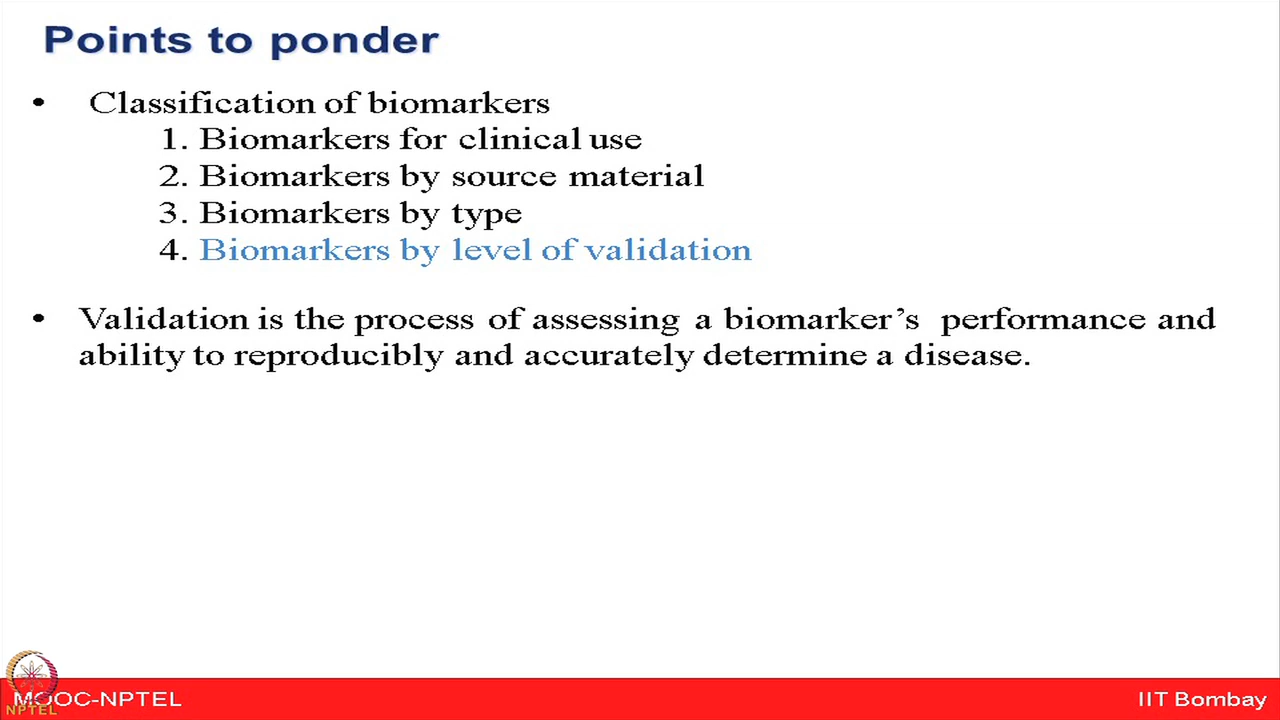 Points to ponder
• Classification of biomarkers
1. Biomarkers for clinical use
2. Biomarkers by source material
3. Biomarkers by type
4. Biomarkers by level of validation
• Validation is the process of assessing a biomarker’s performance and
ability to reproducibly and accurately determine a disease.
MOOC-NPTEL
NPTEL
IIT Bombay